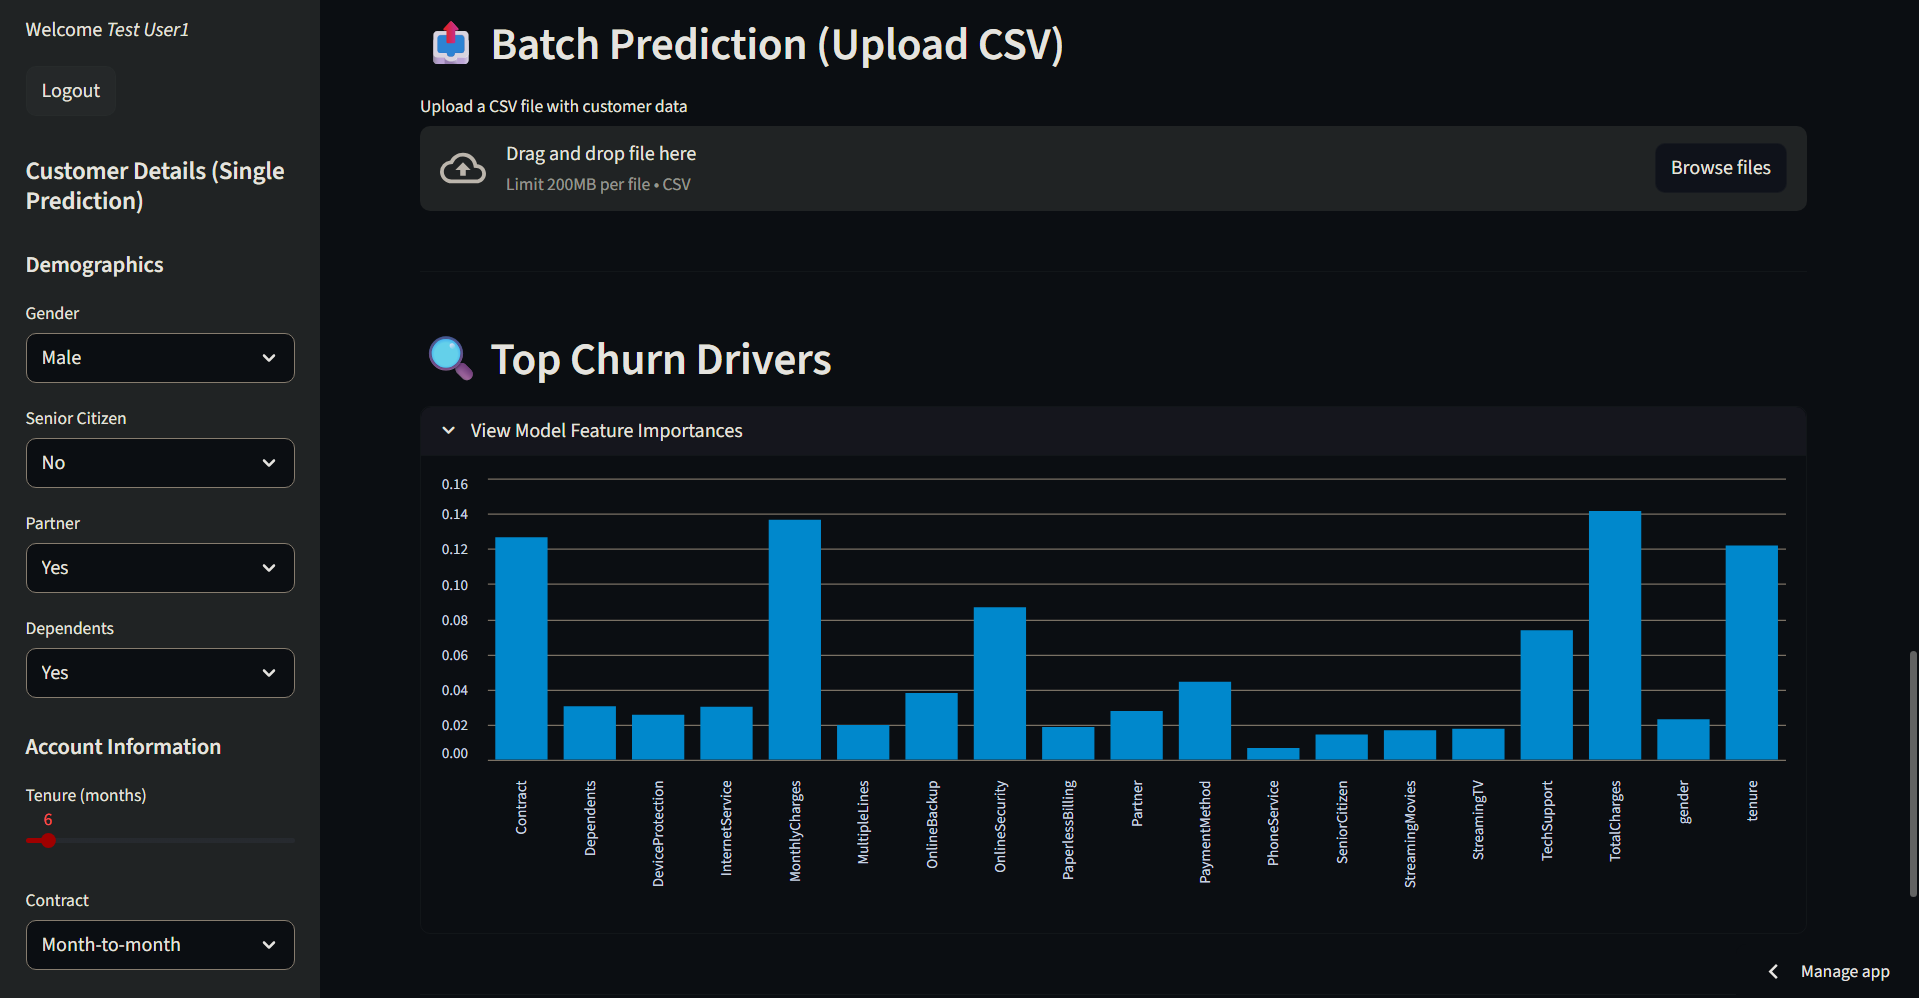 Welcome Test User1
Logout
Customer Details (Single
Prediction)
Demographics
Gender
Male
Senior Citizen
No
Partner
Yes
Dependents
Yes
Account Information
Tenure (months)
6
Contract
Month-to-month
Batch Prediction (Upload CSV)
Upload a CSV file with customer data
Drag and drop file here
Limit 200MB per file • CSV
Browse files
Top Churn Drivers
View Model Feature Importances
0.16
0.14
0.12
0.10
0.08
0.06
0.04
0.02
0.00
Contract
Dependents
DeviceProtection
InternetService
MonthlyCharges
MultipleLines
OnlineBackup
OnlineSecurity
PaperlessBilling
Partner
PaymentMethod
PhoneService
SeniorCitizen
StreamingMovies
StreamingTV
TechSupport
TotalCharges
gender
tenure
Manage app